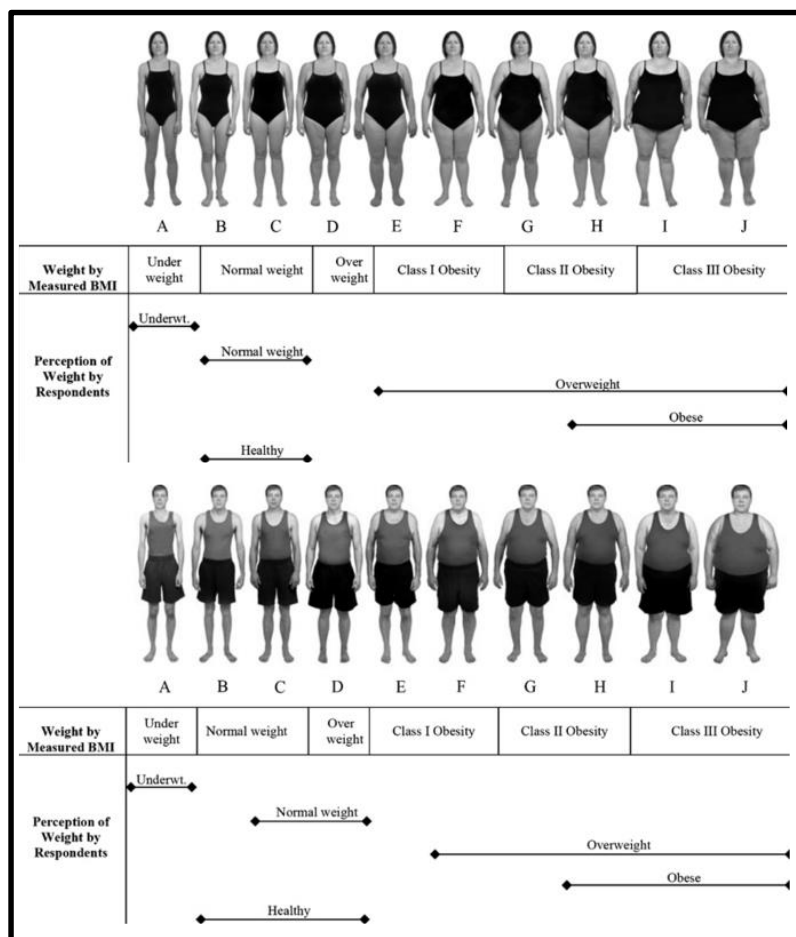 A B C D E F G H I J
Weight by Measured BMI
Under weight
Normal weight
Over weight
Class I Obesity
Class II Obesity
Class III Obesity
Perception of Weight by Respondents
Underwt.
Normal weight
Overweight
Obese
Healthy
A B C D E F G H I J
Weight by Measured BMI
Under weight
Normal weight
Over weight
Class I Obesity
Class II Obesity
Class III Obesity
Perception of Weight by Respondents
Underwt.
Normal weight
Overweight
Obese
Healthy